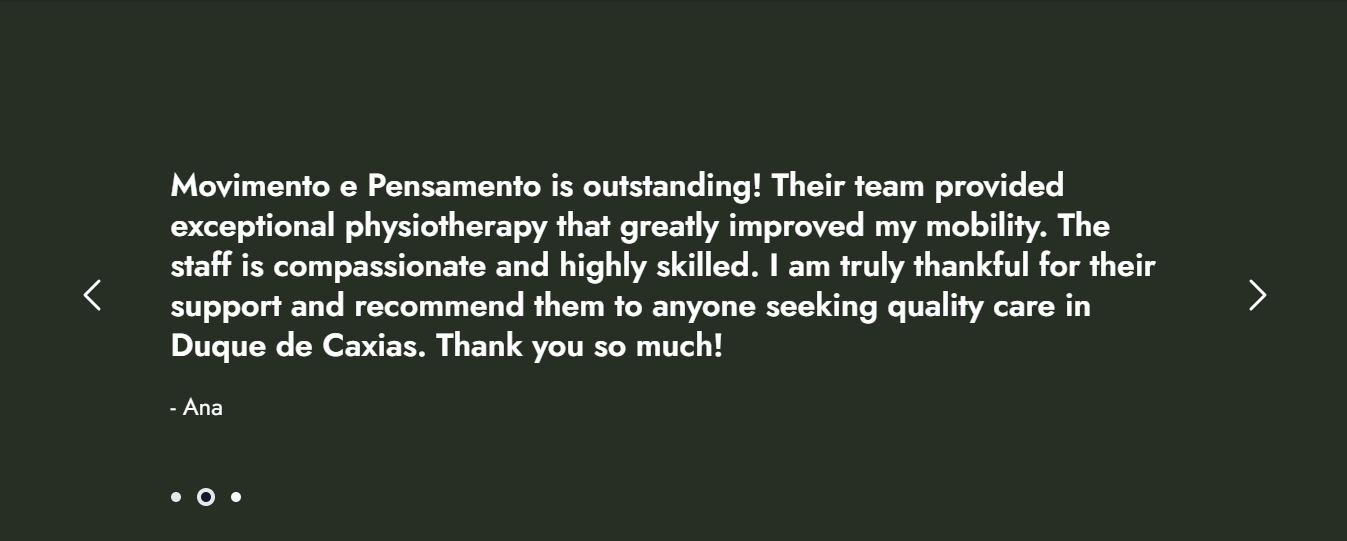 Movimento e Pensamento is outstanding! Their team provided
exceptional physiotherapy that greatly improved my mobility. The
staff is compassionate and highly skilled. I am truly thankful for their
support and recommend them to anyone seeking quality care in
Duque de Caxias. Thank you so much!
- Ana